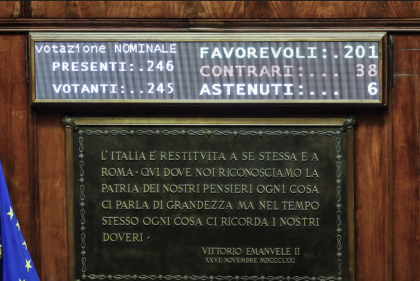 votazione NOMINALE
PRESENTI:.246
VOTANTI:..245
FAVOREVOLI:.201
CONTRARI:... 38
ASTENUTI:... 6
L'ITALIA E' RESTITVITA A SE STESSA E A
ROMA · QVI DOVE NOI RICONOSCIAMO LA
PATRIA DEI NOSTRI PENSIERI OGNI COSA
CI PARLA DI GRANDEZZA MA NEL TEMPO
STESSO OGNI COSA CI RICORDA I NOSTRI
DOVERI ·
VITTORIO EMANVELE II
XXVII NOVEMBRE MDCCCLXXI